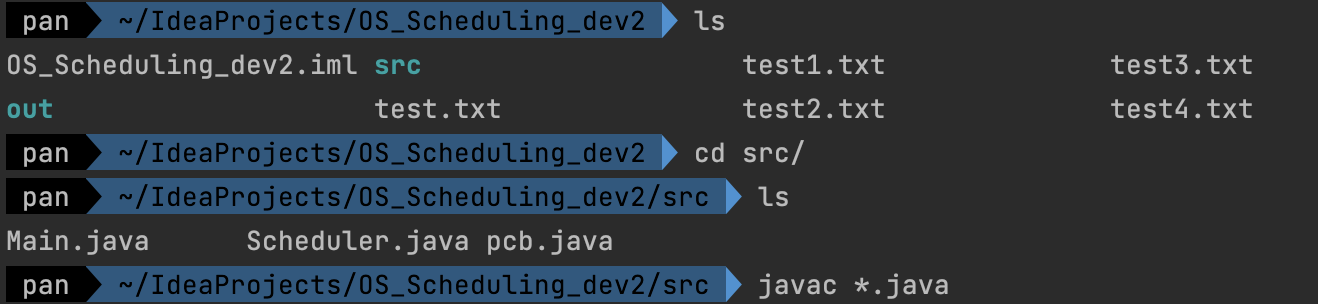 pan ~/IdeaProjects/OS_Scheduling_dev2 ls
OS_Scheduling_dev2.iml src test1.txt test3.txt
out test.txt test2.txt test4.txt
pan ~/IdeaProjects/OS_Scheduling_dev2 cd src/
pan ~/IdeaProjects/OS_Scheduling_dev2/src ls
Main.java Scheduler.java pcb.java
pan ~/IdeaProjects/OS_Scheduling_dev2/src javac *.java